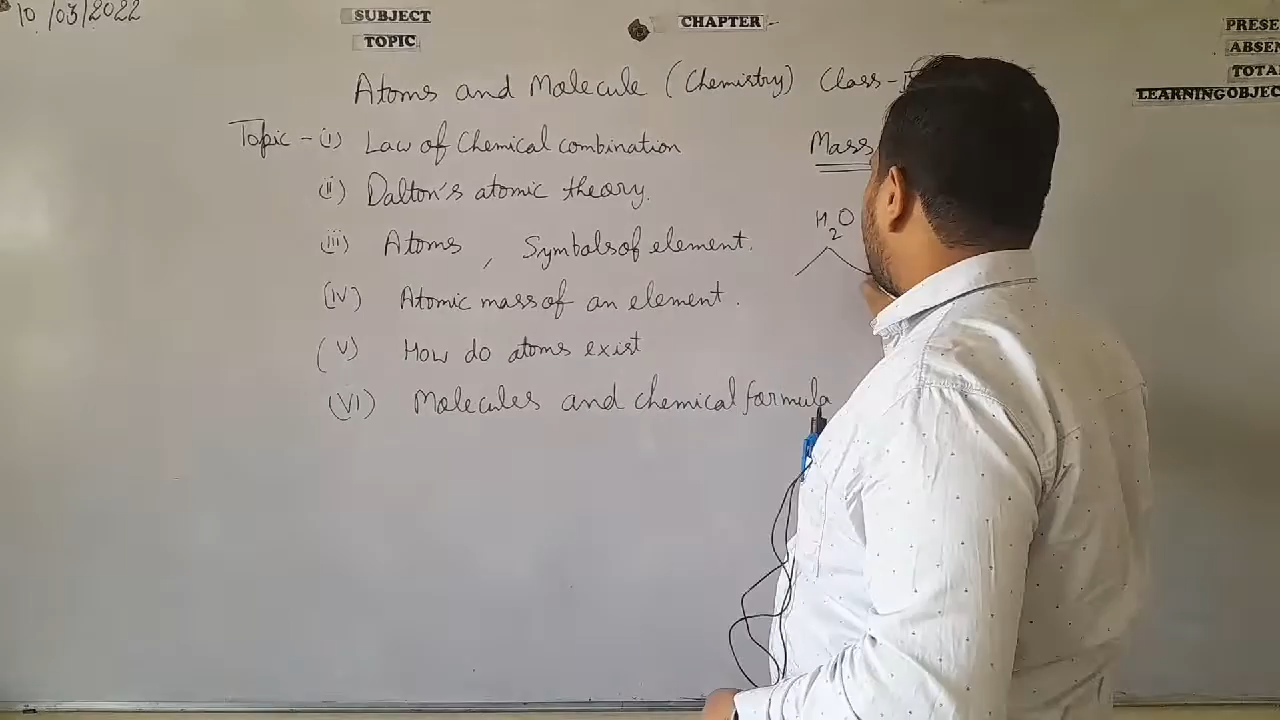 10/03/2022
SUBJECT
CHAPTER -
PRESE
TOPIC
ABSEN
TOTA
LEARNING OBJEC
Atoms and Molecule (Chemistry) Class -
Topic - (i) Law of Chemical combination
Mass
(ii) Dalton's atomic theory.
(iii) Atoms, Symbols of element.
H2O
(iv) Atomic mass of an element.
(v) How do atoms exist
(VI) Molecules and chemical formula